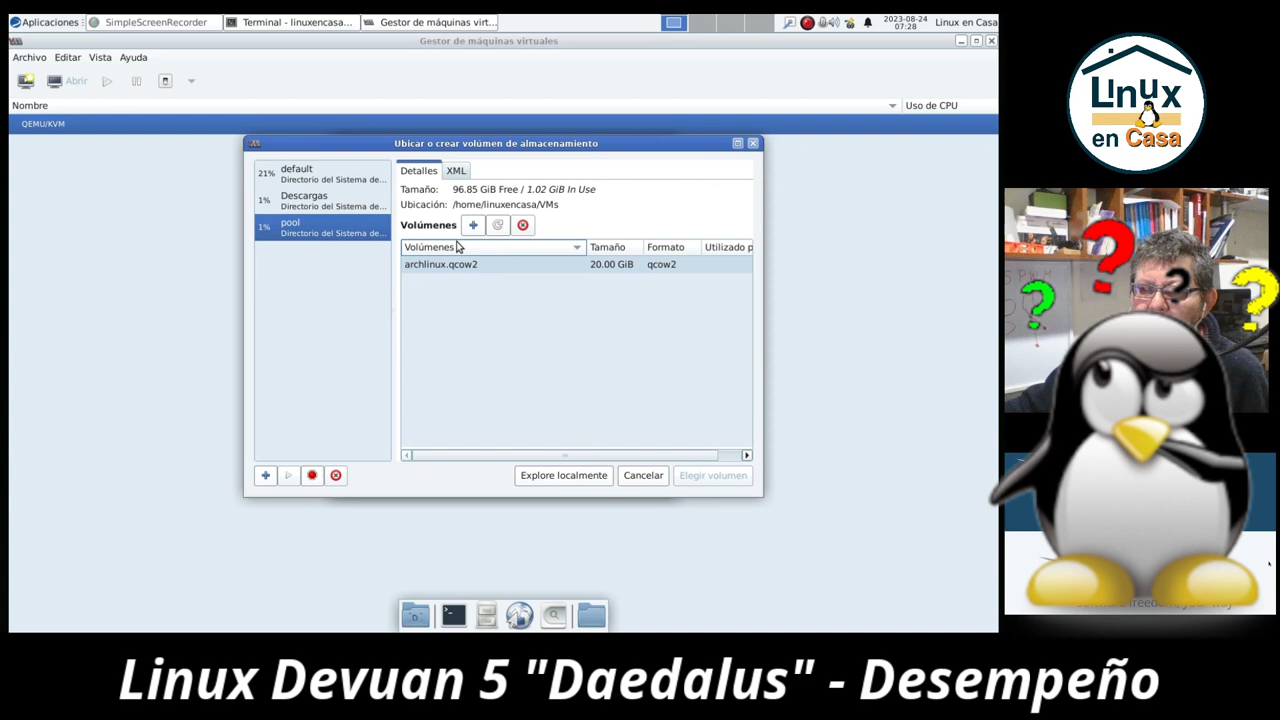 Aplicaciones
SimpleScreenRecorder
Terminal - linuxencasa...
Gestor de máquinas virt...
2023-08-24
07:28
Linux en Casa
Gestor de máquinas virtuales
Archivo Editar Vista Ayuda
Abrir
Nombre
Uso de CPU
QEMU/KVM
Ubicar o crear volúmen de almacenamiento
21% default
Directorio del Sistema de...
1% Descargas
Directorio del Sistema de...
1% pool
Directorio del Sistema de...
Detalles XML
Tamaño: 96.85 GiB Free / 1.02 GiB In Use
Ubicación: /home/linuxencasa/VMs
Volúmenes
Volúmenes Tamaño Formato Utilizado p
archlinux.qcow2 20.00 GiB qcow2
Explore localmente Cancelar Elegir volumen
Linux
en Casa
? ? ? ?
Linux Devuan 5 "Daedalus" - Desempeño